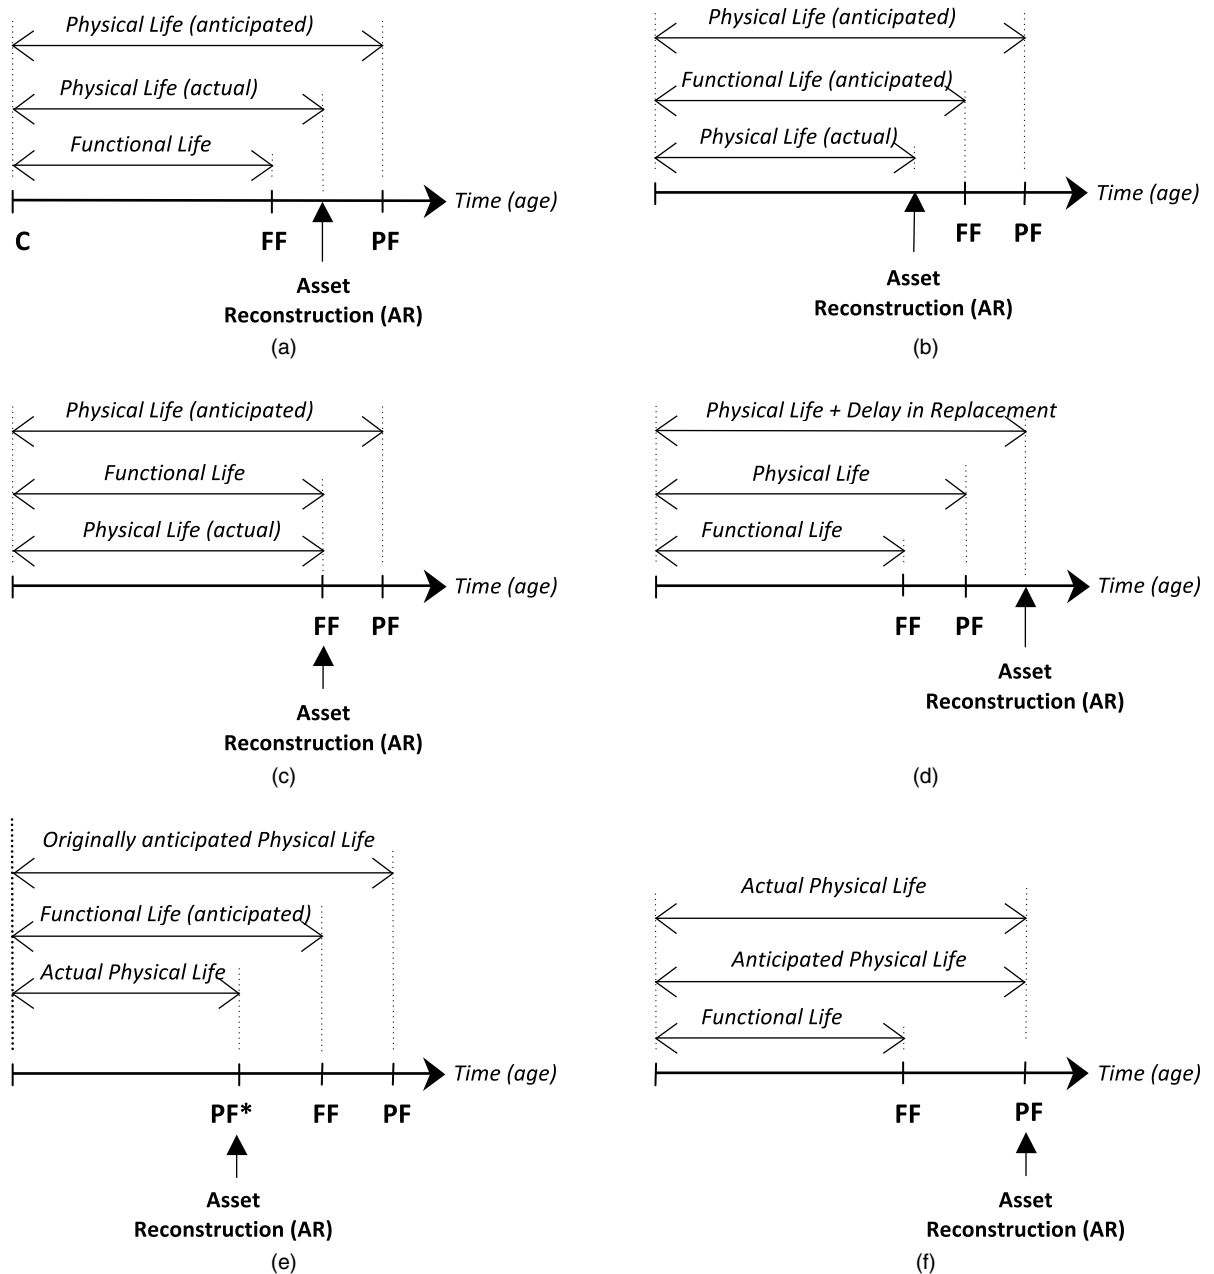 Physical Life (anticipated)
Physical Life (actual)
Functional Life
Time (age)
C
FF
PF
Asset
Reconstruction (AR)
(a)
Physical Life (anticipated)
Functional Life (anticipated)
Physical Life (actual)
Time (age)
FF
PF
Asset
Reconstruction (AR)
(b)
Physical Life (anticipated)
Functional Life
Physical Life (actual)
Time (age)
FF
PF
Asset
Reconstruction (AR)
(c)
Physical Life + Delay in Replacement
Physical Life
Functional Life
Time (age)
FF
PF
Asset
Reconstruction (AR)
(d)
Originally anticipated Physical Life
Functional Life (anticipated)
Actual Physical Life
Time (age)
PF*
FF
PF
Asset
Reconstruction (AR)
(e)
Actual Physical Life
Anticipated Physical Life
Functional Life
Time (age)
FF
PF
Asset
Reconstruction (AR)
(f)